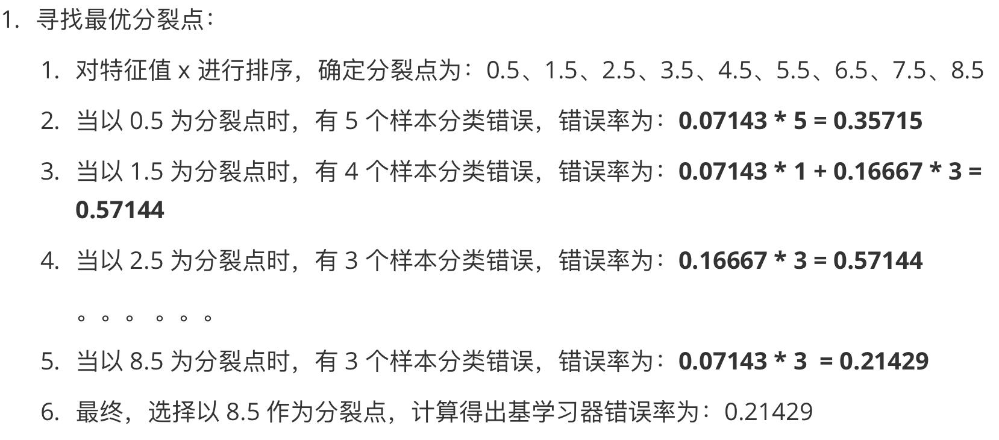 1. 寻找最优分裂点：
1. 对特征值 x 进行排序，确定分裂点为：0.5、1.5、2.5、3.5、4.5、5.5、6.5、7.5、8.5
2. 当以 0.5 为分裂点时，有 5 个样本分类错误，错误率为：0.07143 * 5 = 0.35715
3. 当以 1.5 为分裂点时，有 4 个样本分类错误，错误率为：0.07143 * 1 + 0.16667 * 3 =
0.57144
4. 当以 2.5 为分裂点时，有 3 个样本分类错误，错误率为：0.16667 * 3 = 0.57144
。。。 。。。
5. 当以 8.5 为分裂点时，有 3 个样本分类错误，错误率为：0.07143 * 3 = 0.21429
6. 最终，选择以 8.5 作为分裂点，计算得出基学习器错误率为：0.21429